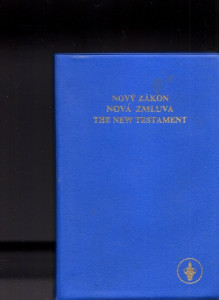 NOVÝ ZÁKON
NOVÁ ZMLUVA
THE NEW TESTAMENT